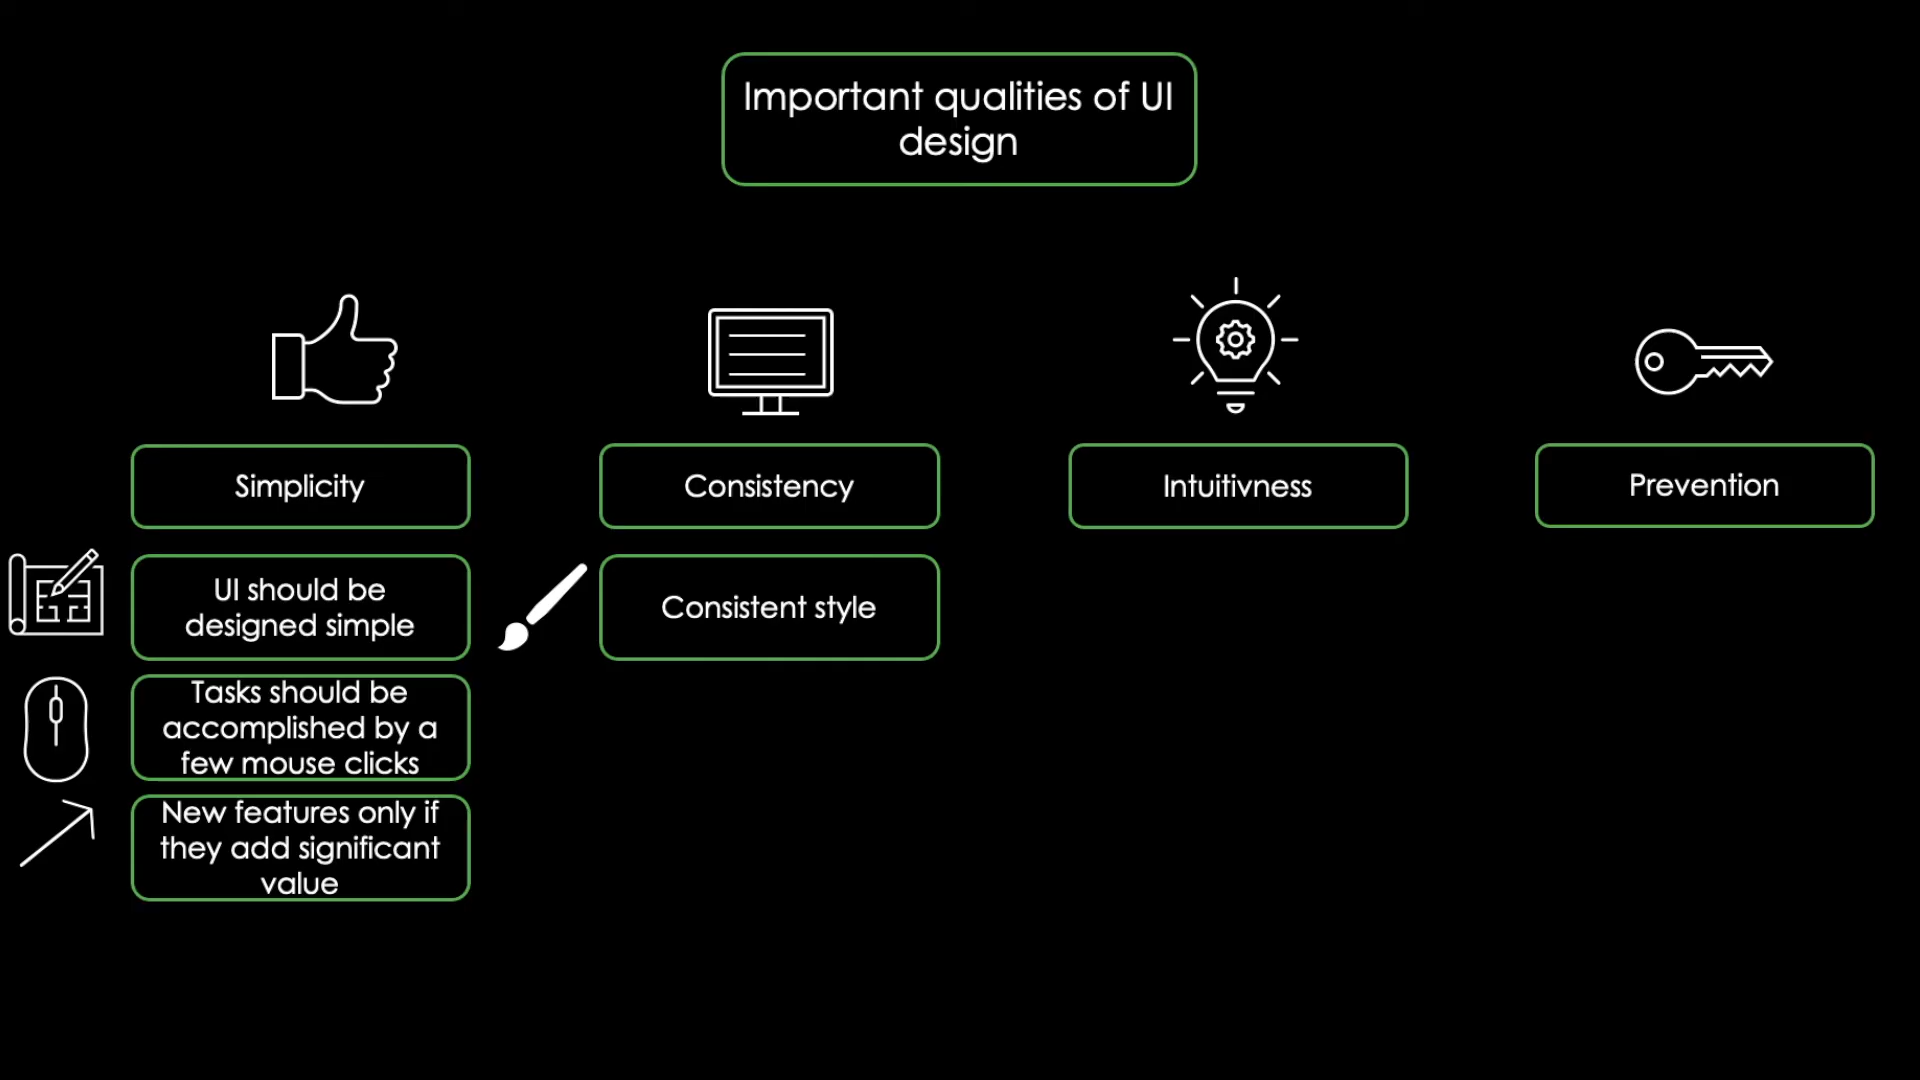 Important qualities of UI
design
Simplicity
Consistency
Intuitivness
Prevention
UI should be
designed simple
Consistent style
Tasks should be
accomplished by a
few mouse clicks
New features only if
they add significant
value